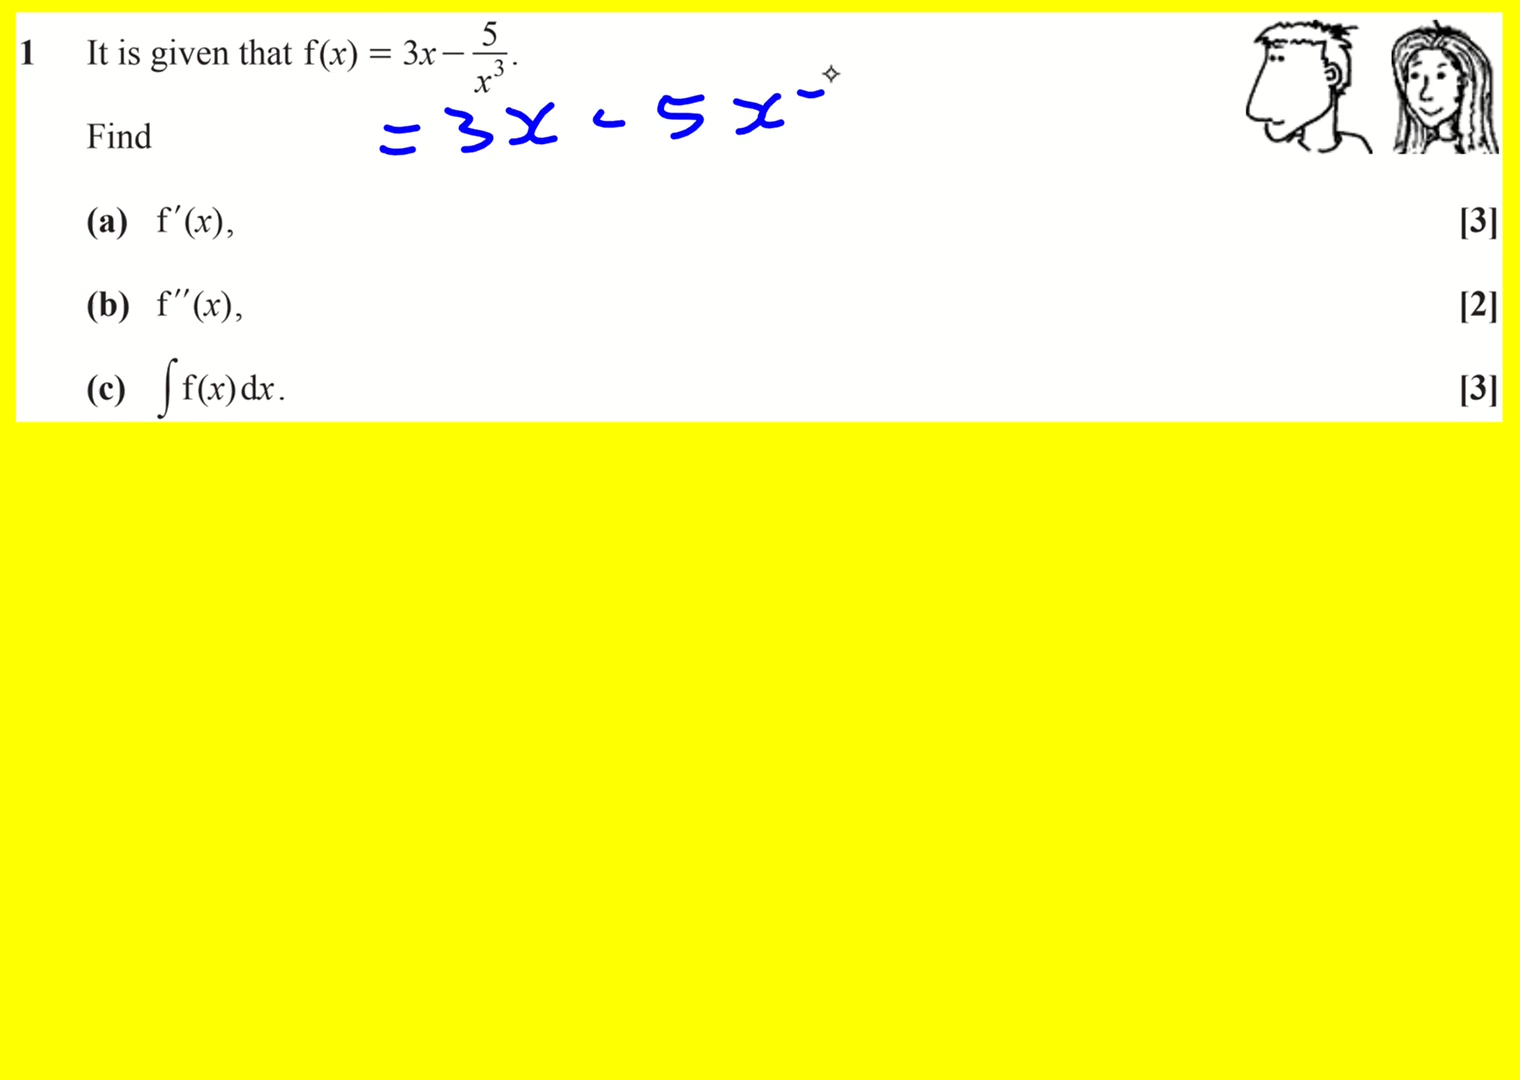 1 It is given that f(x) = 3x − 5/x³.
= 3x - 5x⁻
Find
(a) f′(x), [3]
(b) f″(x), [2]
(c) ∫ f(x) dx. [3]